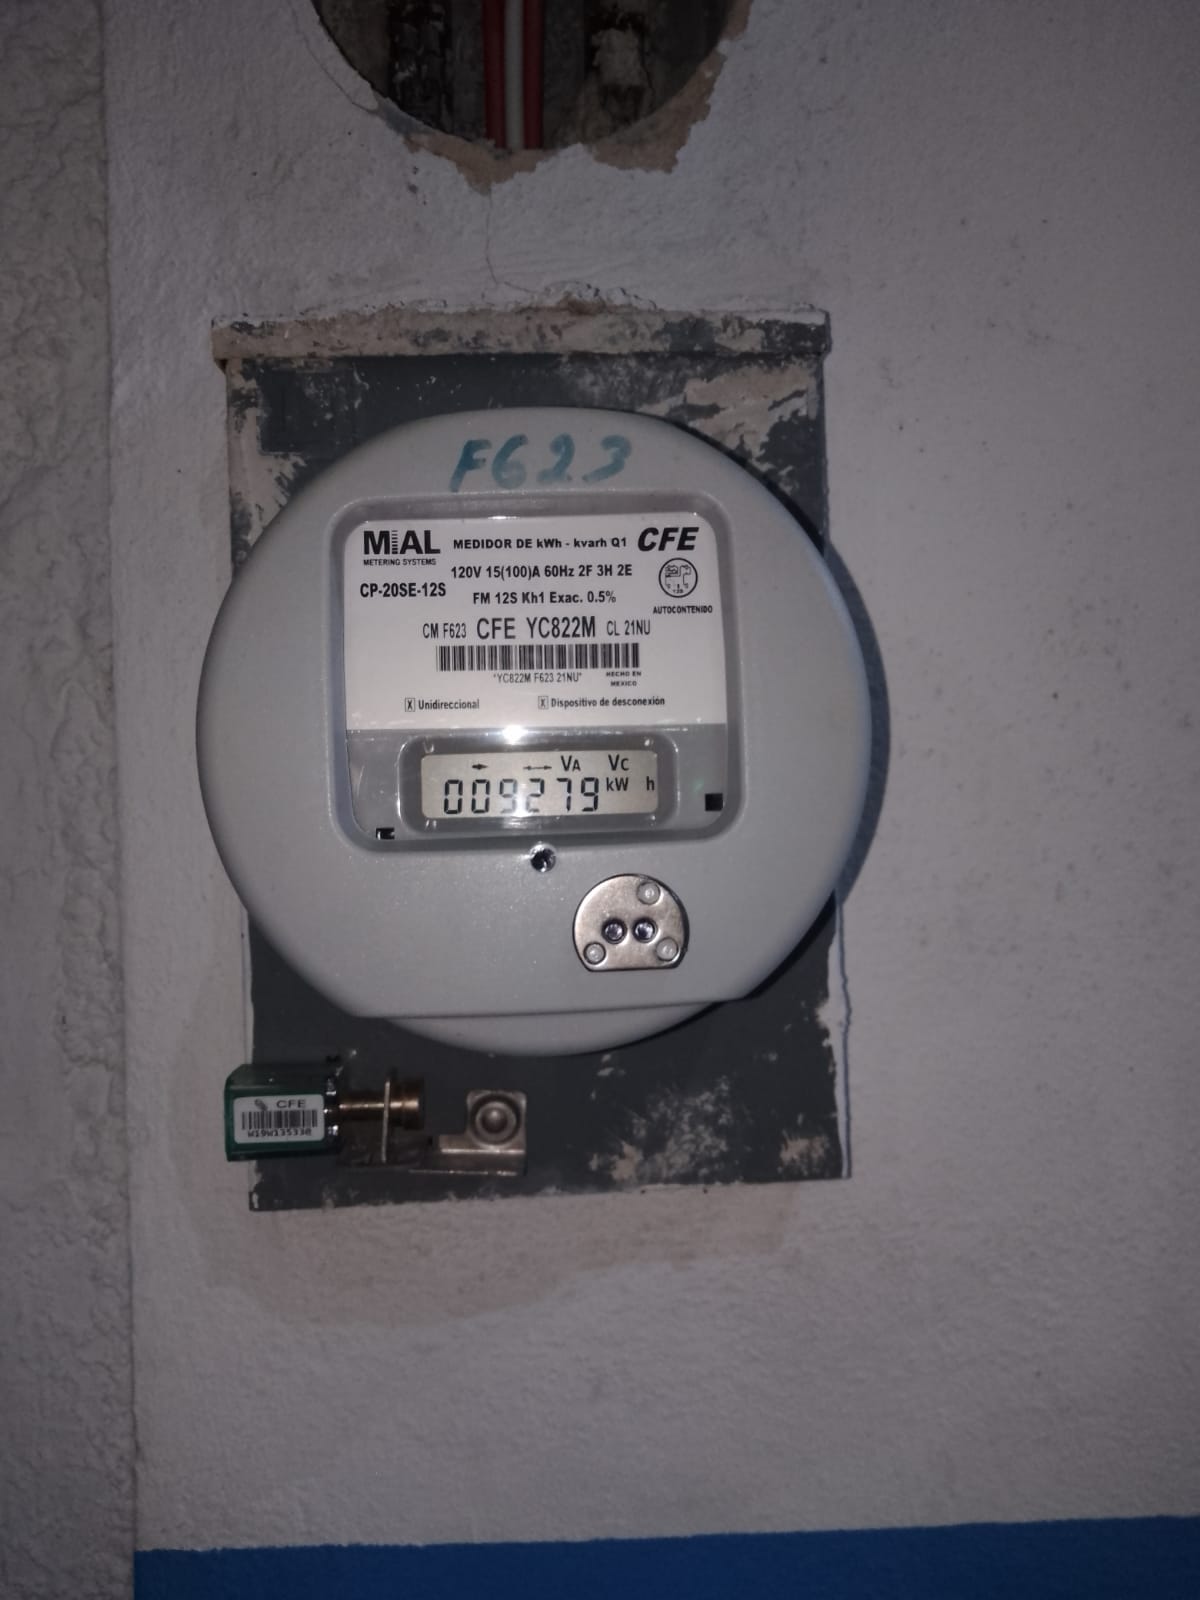 F623
MIAL
METERING SYSTEMS
MEDIDOR DE kWh - kvarh Q1
CFE
120V 15(100)A 60Hz 2F 3H 2E
CP-20SE-12S
FM 12S Kh1 Exac. 0.5%
AUTOCONTENIDO
CM F623 CFE YC822M CL 21NU
*YC822M F623 21NU*
HECHO EN
MEXICO
X Unidireccional
X Dispositivo de desconexión
VA VC
009279 kW h
CFE
W19W135330